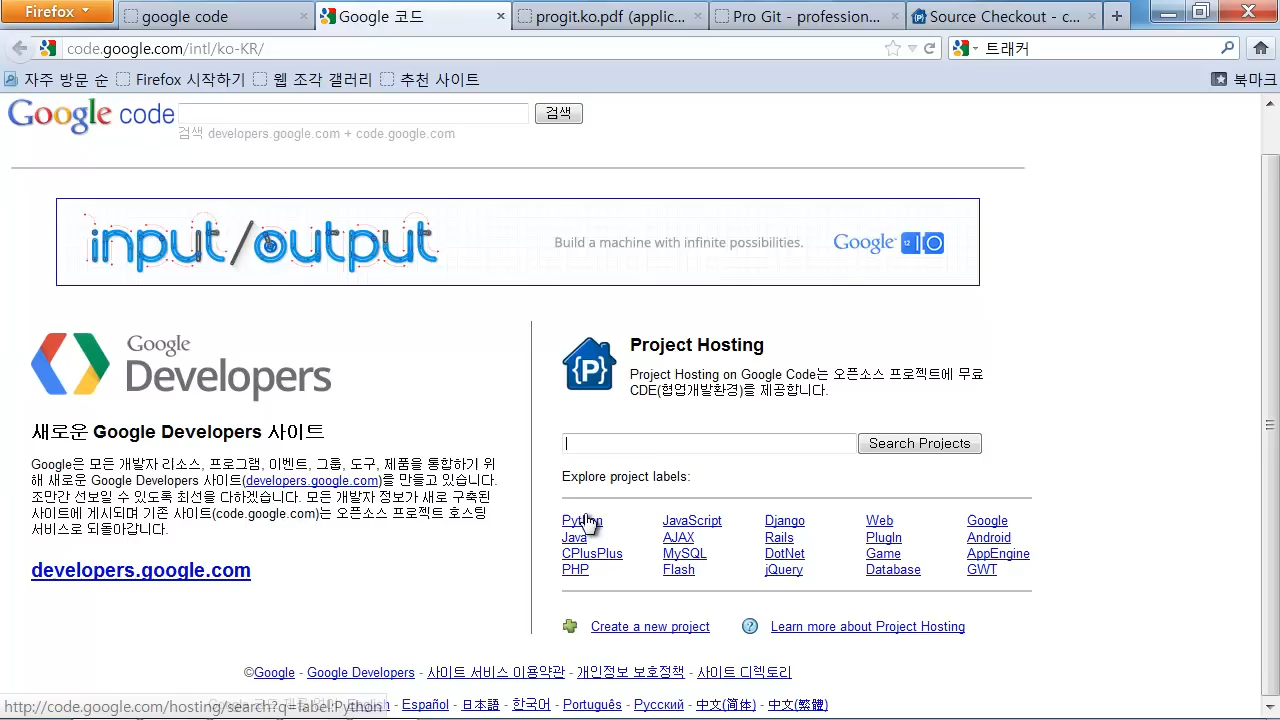 Firefox
google code
Google 코드
progit.ko.pdf (applic...
Pro Git - profession...
Source Checkout - c...
code.google.com/intl/ko-KR/
트래커
자주 방문 순
Firefox 시작하기
웹 조각 갤러리
추천 사이트
북마크
Google code
검색
검색 developers.google.com + code.google.com
input/output
Build a machine with infinite possibilities.
Google 12 IO
Google
Developers
새로운 Google Developers 사이트
Google은 모든 개발자 리소스, 프로그램, 이벤트, 그룹, 도구, 제품을 통합하기 위
해 새로운 Google Developers 사이트(developers.google.com)를 만들고 있습니다.
조만간 선보일 수 있도록 최선을 다하겠습니다. 모든 개발자 정보가 새로 구축된
사이트에 게시되며 기존 사이트(code.google.com)는 오픈소스 프로젝트 호스팅
서비스로 되돌아갑니다.
developers.google.com
{P}
Project Hosting
Project Hosting on Google Code는 오픈소스 프로젝트에 무료
CDE(협업개발환경)를 제공합니다.
Search Projects
Explore project labels:
Python JavaScript Django Web Google
Java AJAX Rails PlugIn Android
CPlusPlus MySQL DotNet Game AppEngine
PHP Flash jQuery Database GWT
Create a new project
Learn more about Project Hosting
©Google - Google Developers - 사이트 서비스 이용약관 - 개인정보 보호정책 - 사이트 디렉토리
English - Español - 日本語 - 한국어 - Português - Русский - 中文(简体) - 中文(繁體)
http://code.google.com/hosting/search?q=label:Python